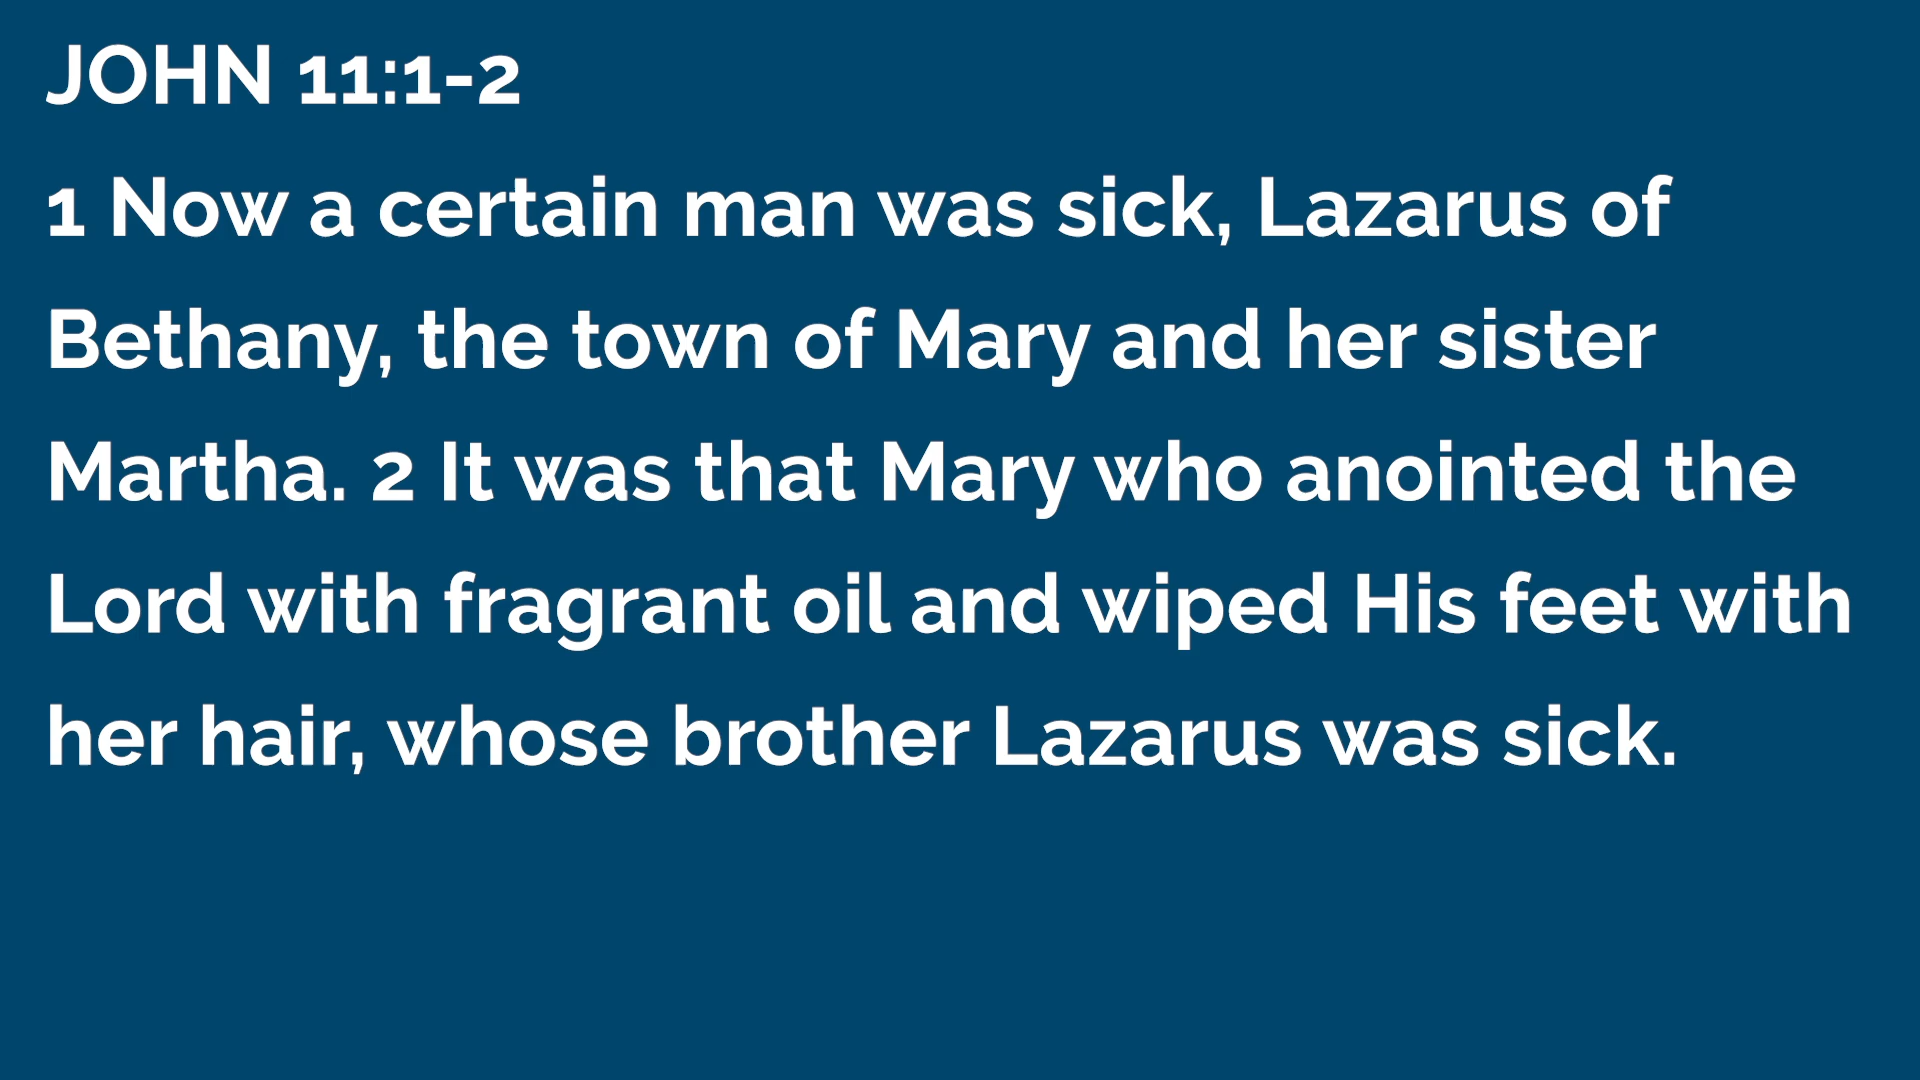 JOHN 11:1-2
1 Now a certain man was sick, Lazarus of
Bethany, the town of Mary and her sister
Martha. 2 It was that Mary who anointed the
Lord with fragrant oil and wiped His feet with
her hair, whose brother Lazarus was sick.